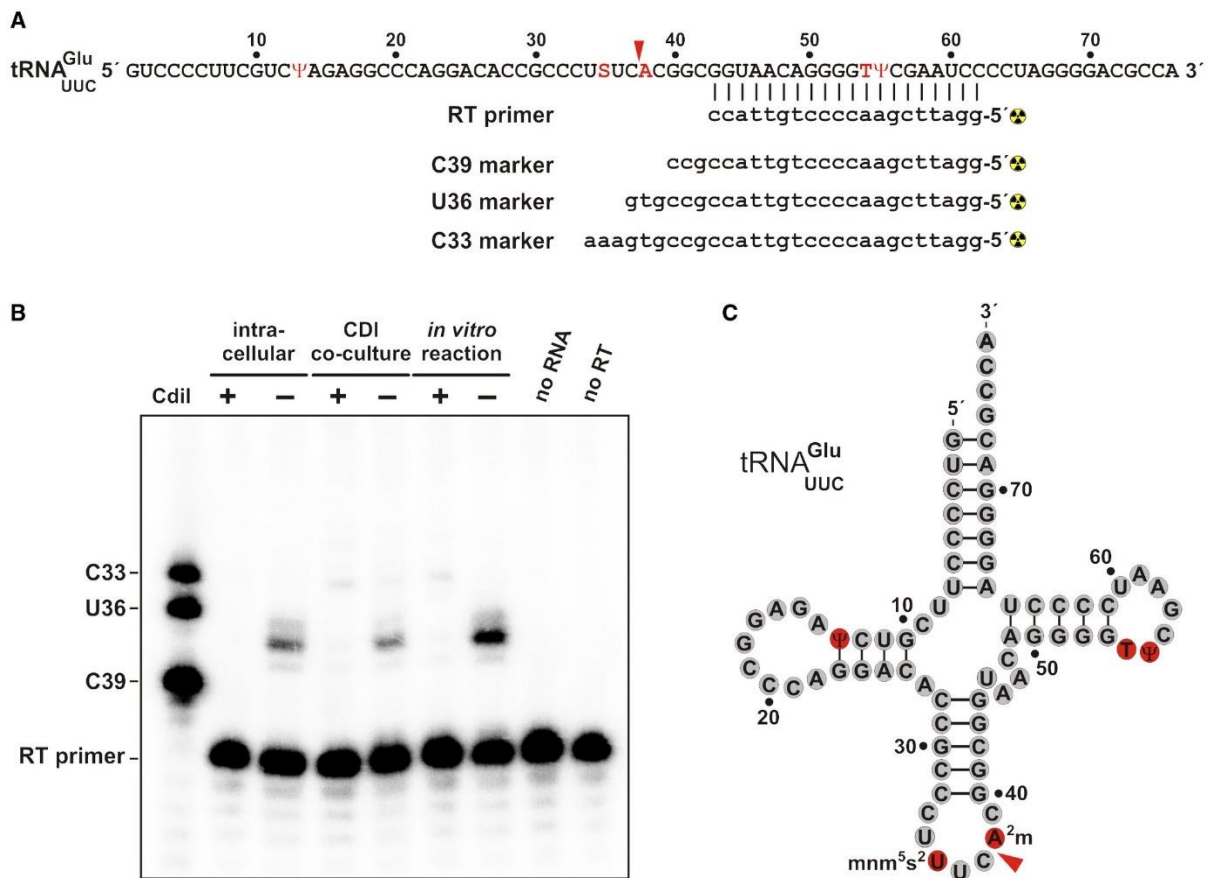 A
10 20 30 40 50 60 70
tRNA Glu UUC 5´ GUCCCCUUCGUCΨAGAGGCCCAGGACACCGCCCUSUCACGGCGGUAACAGGGGTΨCGAAUCCCCUAGGGGACGCCA 3´
RT primer ccattgtccccaagcttagg-5´
C39 marker ccgccattgtccccaagcttagg-5´
U36 marker gtgccgccattgtccccaagcttagg-5´
C33 marker aaagtgccgccattgtccccaagcttagg-5´
B
intra-
cellular
CDI
co-culture
in vitro
reaction
no RNA
no RT
CdiI + – + – + –
C33
U36
C39
RT primer
C
3´
A
C
C
5´
G
G C
U A
tRNA Glu UUC
C G 70
C G
C G
C A
U
U
C
10
G U C Ψ A G A G G C C C A G G A C A
20
C C
30 G
C C
C U U U U C A C
mnm⁵s²
²m
40 G
G C G
G U A A C A
50 G G G G T Ψ C G A A U
60 C C C C U